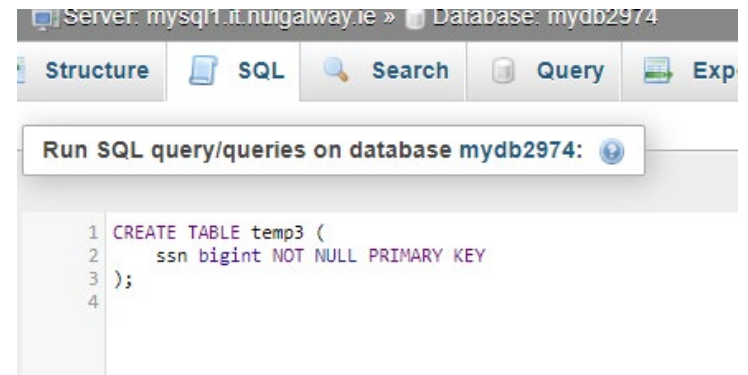 Server: mysql1.it.nuigalway.ie » Database: mydb2974
Structure SQL Search Query Exp
Run SQL query/queries on database mydb2974:
1 CREATE TABLE temp3 (
2 ssn bigint NOT NULL PRIMARY KEY
3 );
4